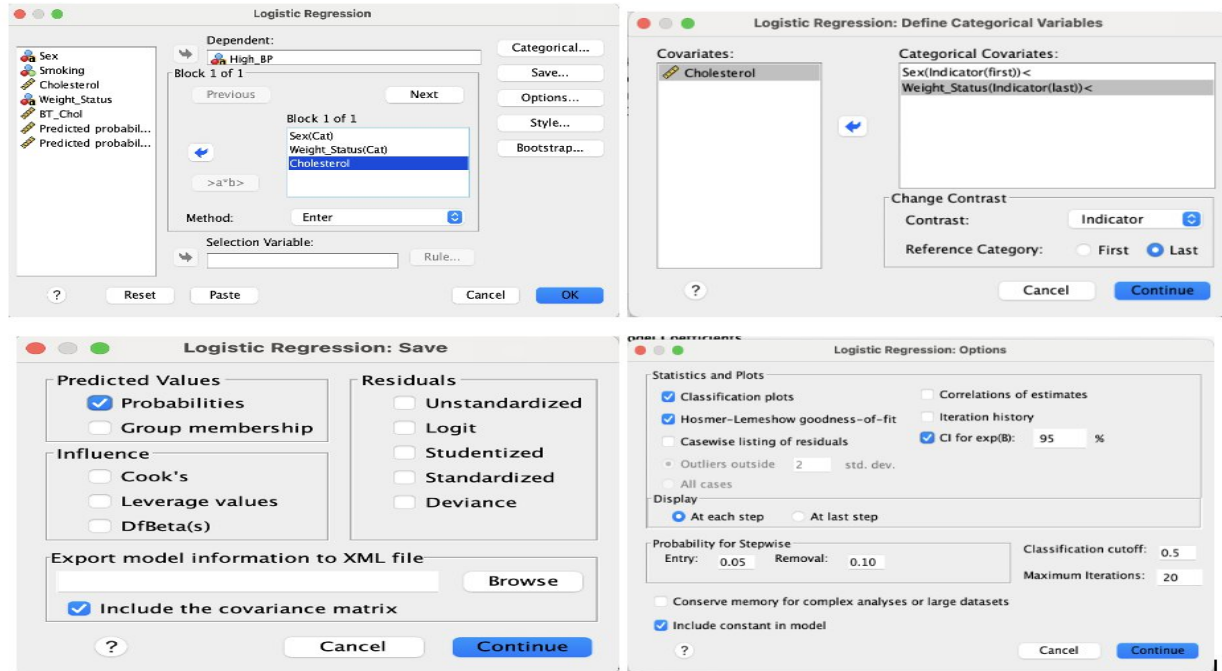 Logistic Regression
Sex
Smoking
Cholesterol
Weight_Status
BT_Chol
Predicted probabil...
Predicted probabil...
Dependent:
High_BP
Block 1 of 1
Previous
Next
Block 1 of 1
Sex(Cat)
Weight_Status(Cat)
Cholesterol
>a*b>
Method:
Enter
Selection Variable:
Rule...
Categorical...
Save...
Options...
Style...
Bootstrap...
?
Reset
Paste
Cancel
OK
Logistic Regression: Define Categorical Variables
Covariates:
Cholesterol
Categorical Covariates:
Sex(Indicator(first))<
Weight_Status(Indicator(last))<
Change Contrast
Contrast:
Indicator
Reference Category:
First
Last
?
Cancel
Continue
Logistic Regression: Save
Predicted Values
Probabilities
Group membership
Influence
Cook's
Leverage values
DfBeta(s)
Residuals
Unstandardized
Logit
Studentized
Standardized
Deviance
Export model information to XML file
Browse
Include the covariance matrix
?
Cancel
Continue
Logistic Regression: Options
Statistics and Plots
Classification plots
Hosmer-Lemeshow goodness-of-fit
Casewise listing of residuals
Outliers outside 2 std. dev.
All cases
Correlations of estimates
Iteration history
CI for exp(B): 95 %
Display
At each step
At last step
Probability for Stepwise
Entry: 0.05 Removal: 0.10
Classification cutoff: 0.5
Maximum Iterations: 20
Conserve memory for complex analyses or large datasets
Include constant in model
?
Cancel
Continue